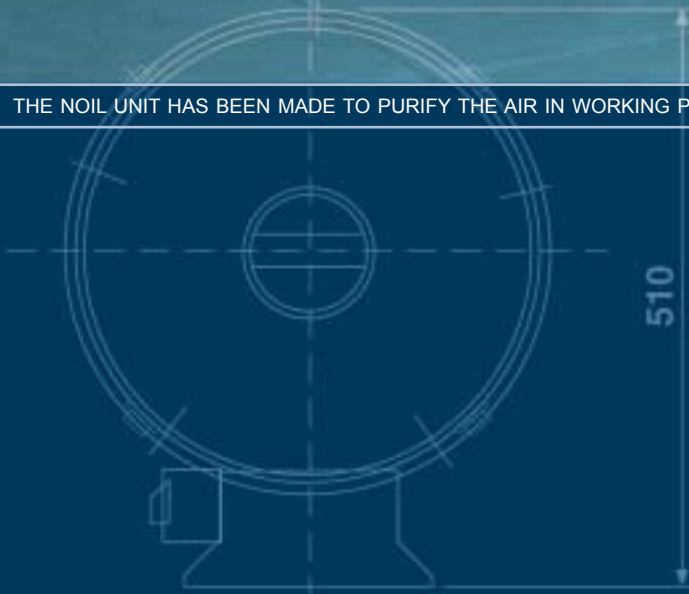 THE NOIL UNIT HAS BEEN MADE TO PURIFY THE AIR IN WORKING P
510